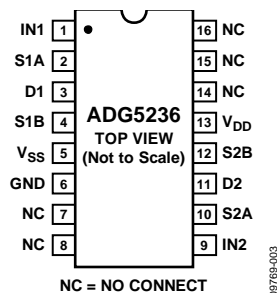 IN1 1 16 NC
S1A 2 15 NC
D1 3 14 NC
ADG5236
S1B 4 13 VDD
TOP VIEW
VSS 5 12 S2B
(Not to Scale)
GND 6 11 D2
NC 7 10 S2A
NC 8 9 IN2
NC = NO CONNECT
09769-003